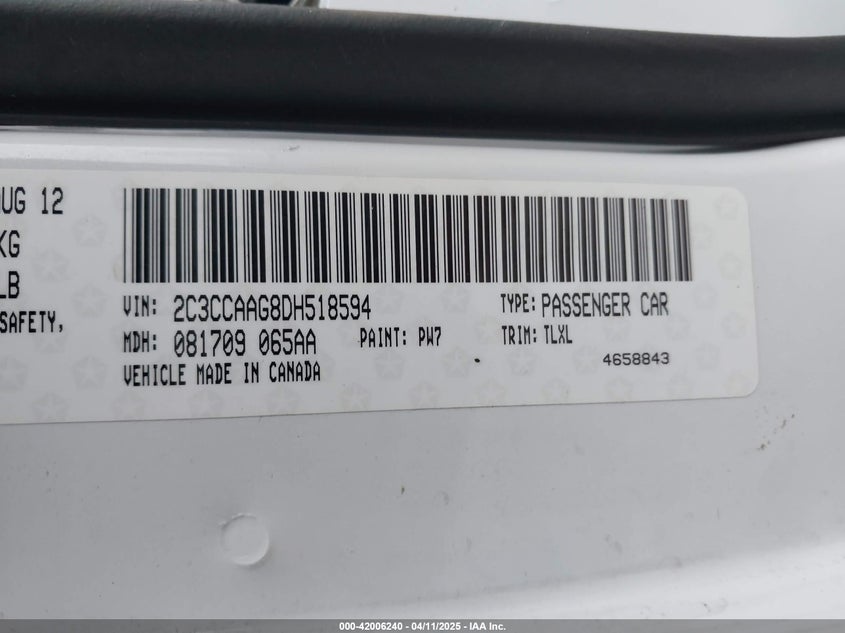 AUG 12
KG
LB
SAFETY,
VIN: 2C3CCAAG8DH518594
TYPE: PASSENGER CAR
MDH: 081709 065AA
PAINT: PW7
TRIM: TLXL
VEHICLE MADE IN CANADA
4658843
000-42006240 - 04/11/2025 - IAA Inc.